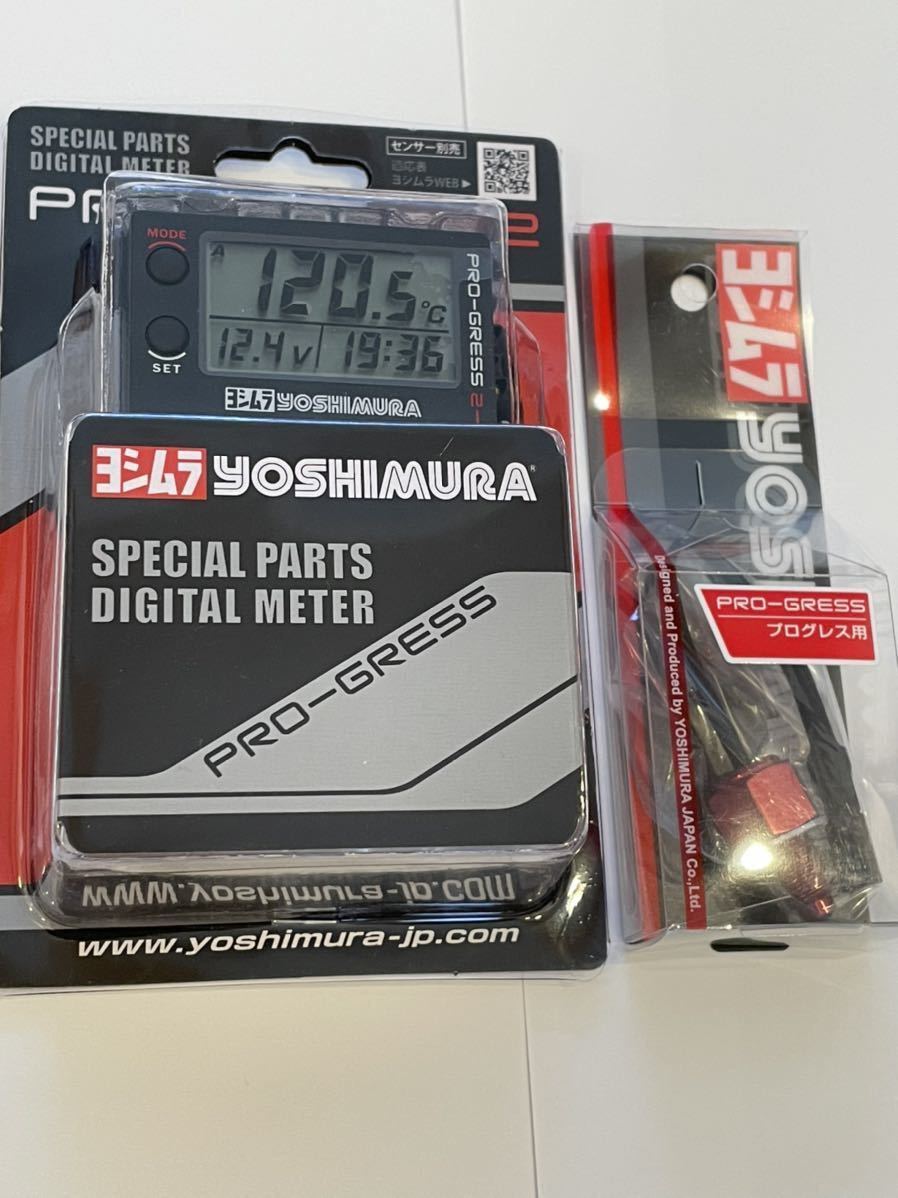 SPECIAL PARTS
DIGITAL METER
センサー別売
適応表
ヨシムラWEB▶
MODE
SET
A
120.5 °C
12.4 V
19:36
PRO-GRESS 2
ヨシムラ YOSHIMURA
ヨシムラ YOSHIMURA®
SPECIAL PARTS
DIGITAL METER
PRO-GRESS
www.yoshimura-jp.com
www.yoshimura-jp.com
ヨシムラ
PRO-GRESS
プログレス用
Designed and Produced by YOSHIMURA JAPAN Co.,Ltd.